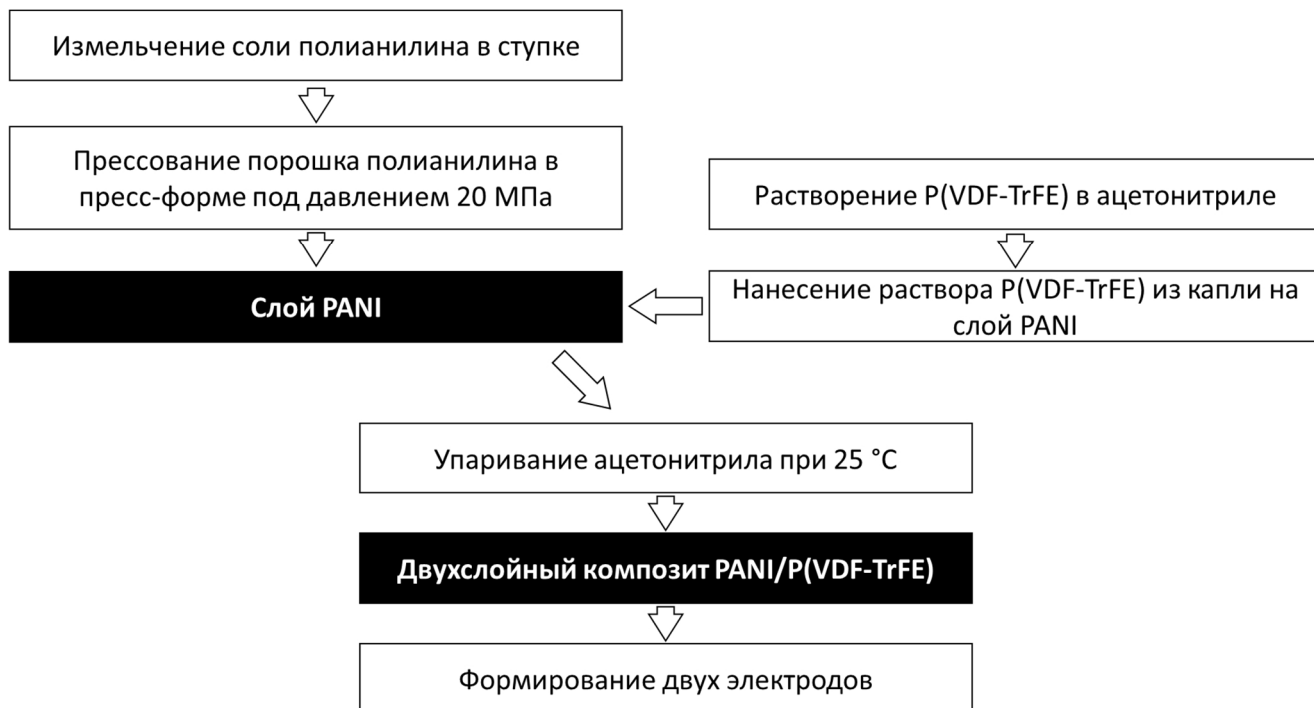 Измельчение соли полианилина в ступке
Прессование порошка полианилина в
пресс-форме под давлением 20 МПа
Растворение P(VDF-TrFE) в ацетонитриле
Слой PANI
Нанесение раствора P(VDF-TrFE) из капли на
слой PANI
Упаривание ацетонитрила при 25 °C
Двухслойный композит PANI/P(VDF-TrFE)
Формирование двух электродов